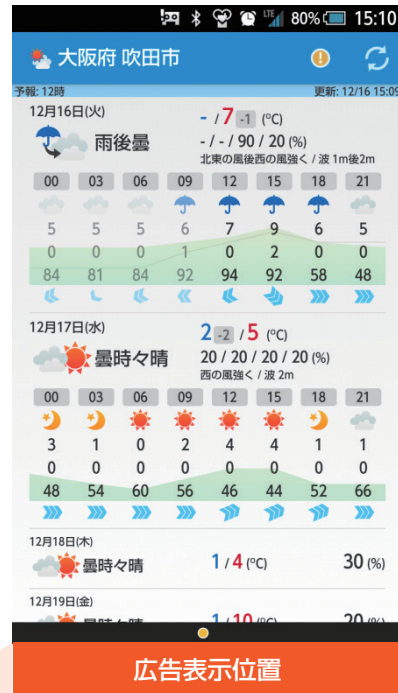 80% 15:10
LTE
大阪府 吹田市
予報: 12時 更新: 12/16 15:09
12月16日(火) - / 7 -1 (℃)
雨後曇 - / - / 90 / 20 (%)
北東の風後西の風強く / 波 1m後2m
00 03 06 09 12 15 18 21
5 5 5 6 7 9 6 5
0 0 0 1 0 2 0 0
84 81 84 92 94 92 58 48
12月17日(水) 2 -2 / 5 (℃)
曇時々晴 20 / 20 / 20 / 20 (%)
西の風強く / 波 2m
00 03 06 09 12 15 18 21
3 1 0 2 4 4 1 1
0 0 0 0 0 0 0 0
48 54 60 56 46 44 52 66
12月18日(木)
曇時々晴 1 / 4 (℃) 30 (%)
12月19日(金)
曇時々晴 1 / 10 (℃) 20 (%)
広告表示位置